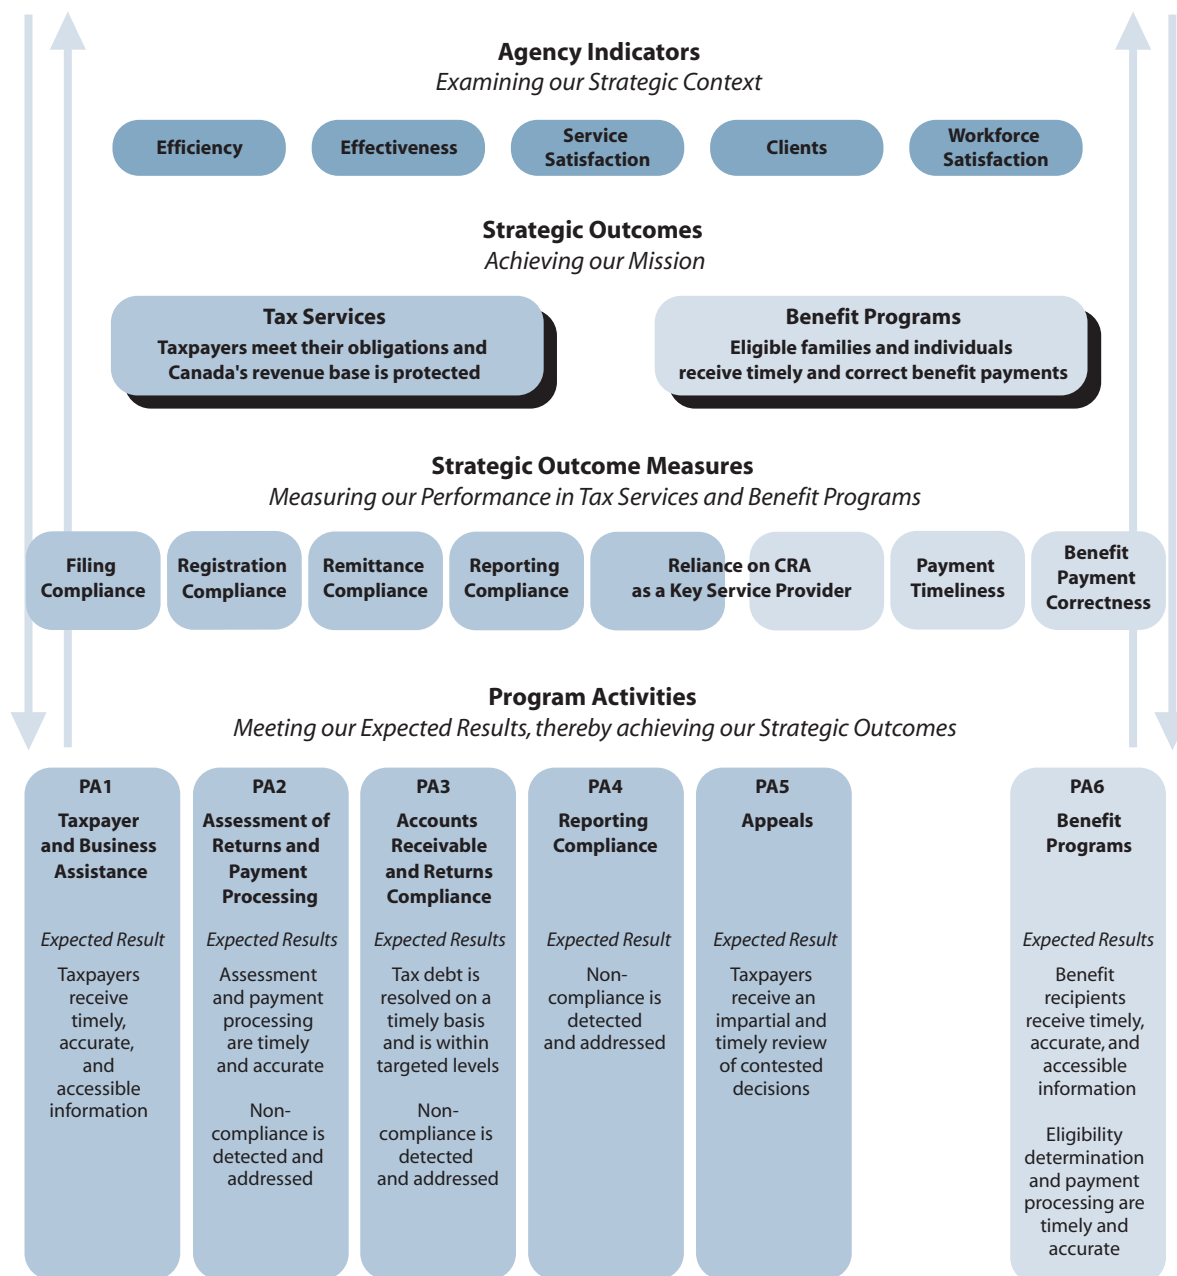 Agency Indicators
Examining our Strategic Context
Efficiency
Effectiveness
Service
Satisfaction
Clients
Workforce
Satisfaction
Strategic Outcomes
Achieving our Mission
Tax Services
Taxpayers meet their obligations and
Canada's revenue base is protected
Benefit Programs
Eligible families and individuals
receive timely and correct benefit payments
Strategic Outcome Measures
Measuring our Performance in Tax Services and Benefit Programs
Filing
Compliance
Registration
Compliance
Remittance
Compliance
Reporting
Compliance
Reliance on CRA
as a Key Service Provider
Payment
Timeliness
Benefit
Payment
Correctness
Program Activities
Meeting our Expected Results, thereby achieving our Strategic Outcomes
PA1
Taxpayer
and Business
Assistance
Expected Result
Taxpayers
receive
timely,
accurate,
and
accessible
information
PA2
Assessment of
Returns and
Payment
Processing
Expected Results
Assessment
and payment
processing
are timely
and accurate
Non-
compliance is
detected and
addressed
PA3
Accounts
Receivable
and Returns
Compliance
Expected Results
Tax debt is
resolved on a
timely basis
and is within
targeted levels
Non-
compliance is
detected
and addressed
PA4
Reporting
Compliance
Expected Result
Non-
compliance is
detected
and addressed
PA5
Appeals
Expected Result
Taxpayers
receive an
impartial and
timely review
of contested
decisions
PA6
Benefit
Programs
Expected Results
Benefit
recipients
receive timely,
accurate, and
accessible
information
Eligibility
determination
and payment
processing are
timely and
accurate